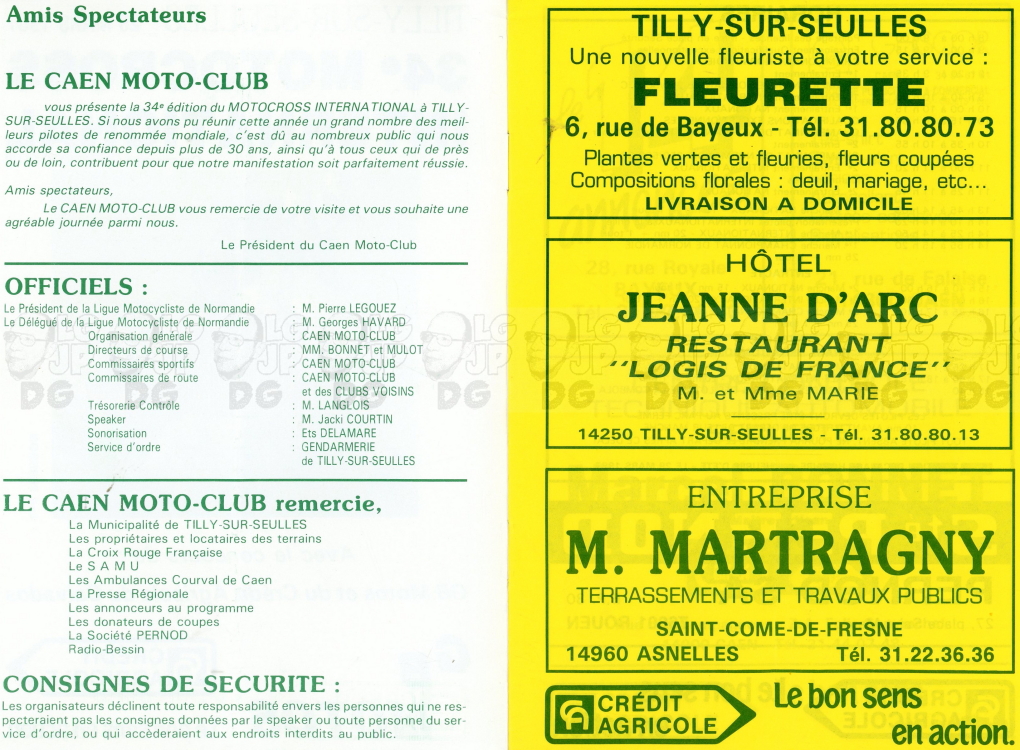 Amis Spectateurs
LE CAEN MOTO-CLUB
vous présente la 34e édition du MOTOCROSS INTERNATIONAL à TILLY-
SUR-SEULLES. Si nous avons pu réunir cette année un grand nombre des meil-
leurs pilotes de renommée mondiale, c'est dû au nombreux public qui nous
accorde sa confiance depuis plus de 30 ans, ainsi qu'à tous ceux qui de près
ou de loin, contribuent pour que notre manifestation soit parfaitement réussie.
Amis spectateurs,
Le CAEN MOTO-CLUB vous remercie de votre visite et vous souhaite une
agréable journée parmi nous.
Le Président du Caen Moto-Club
OFFICIELS :
Le Président de la Ligue Motocycliste de Normandie : M. Pierre LEGOUEZ
Le Délégué de la Ligue Motocycliste de Normandie : M. Georges HAVARD
Organisation générale : CAEN MOTO-CLUB
Directeurs de course : MM. BONNET et MULOT
Commissaires sportifs : CAEN MOTO-CLUB
Commissaires de route : CAEN MOTO-CLUB
et des CLUBS VOISINS
Trésorerie Contrôle : M. LANGLOIS
Speaker : M. Jacki COURTIN
Sonorisation : Ets DELAMARE
Service d'ordre : GENDARMERIE
de TILLY-SUR-SEULLES
LE CAEN MOTO-CLUB remercie,
La Municipalité de TILLY-SUR-SEULLES
Les propriétaires et locataires des terrains
La Croix Rouge Française
Le S A M U
Les Ambulances Courval de Caen
La Presse Régionale
Les annonceurs au programme
Les donateurs de coupes
La Société PERNOD
Radio-Bessin
CONSIGNES DE SECURITE :
Les organisateurs déclinent toute responsabilité envers les personnes qui ne res-
pecteraient pas les consignes données par le speaker ou toute personne du ser-
vice d'ordre, ou qui accèderaient aux endroits interdits au public.
TILLY-SUR-SEULLES
Une nouvelle fleuriste à votre service :
FLEURETTE
6, rue de Bayeux - Tél. 31.80.80.73
Plantes vertes et fleuries, fleurs coupées
Compositions florales : deuil, mariage, etc...
LIVRAISON A DOMICILE
HÔTEL
JEANNE D'ARC
RESTAURANT
''LOGIS DE FRANCE''
M. et Mme MARIE
14250 TILLY-SUR-SEULLES - Tél. 31.80.80.13
ENTREPRISE
M. MARTRAGNY
TERRASSEMENTS ET TRAVAUX PUBLICS
SAINT-COME-DE-FRESNE
14960 ASNELLES Tél. 31.22.36.36
CRÉDIT
AGRICOLE
Le bon sens
en action.